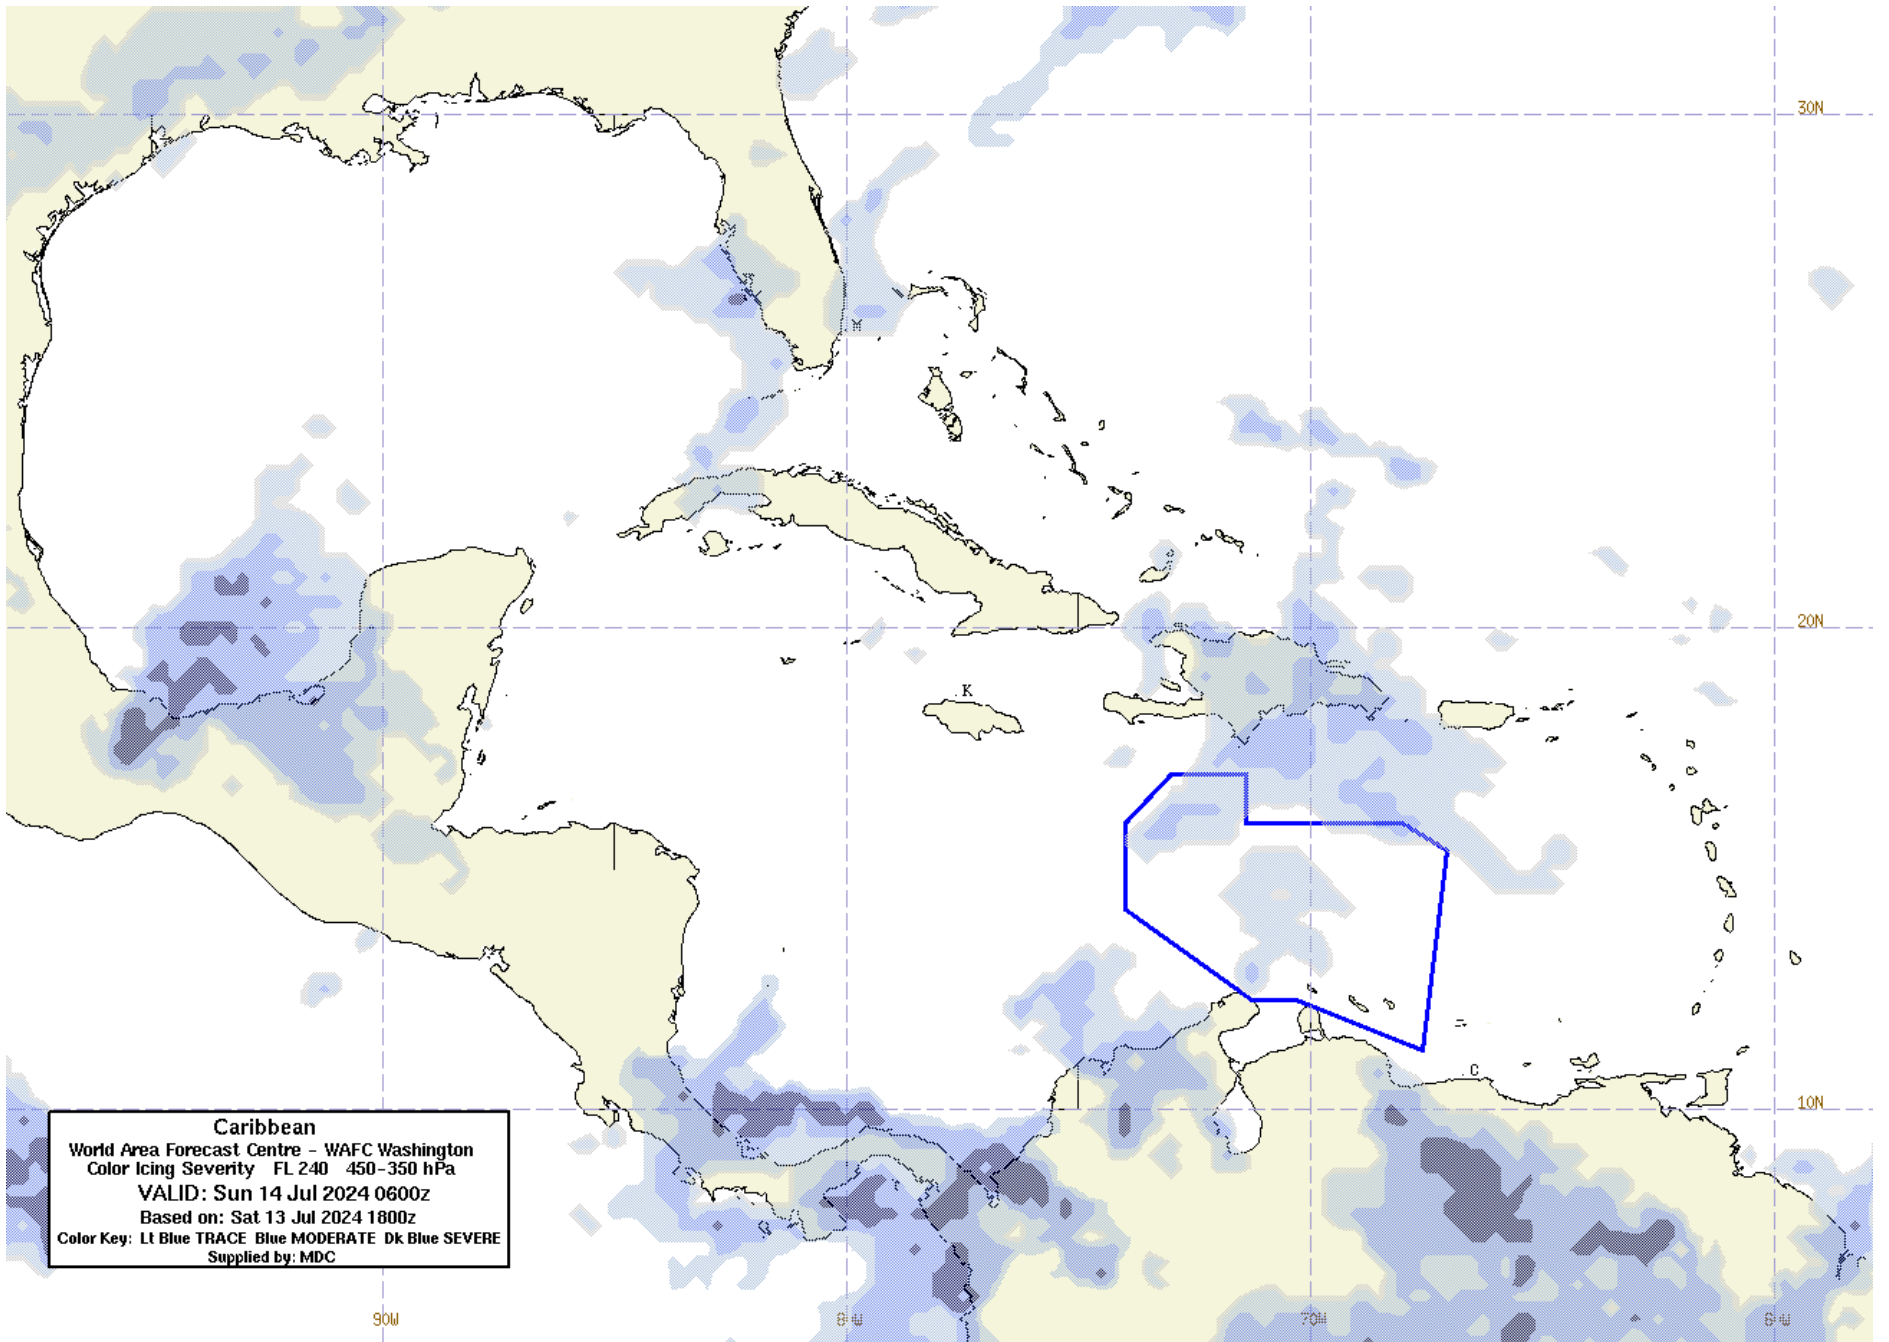 30N
M
20N
K
C
10N
Caribbean
World Area Forecast Centre - WAFC Washington
Color Icing Severity FL 240 450-350 hPa
VALID: Sun 14 Jul 2024 0600z
Based on: Sat 13 Jul 2024 1800z
Color Key: Lt Blue TRACE Blue MODERATE Dk Blue SEVERE
Supplied by: MDC
90W 80W 70W 60W